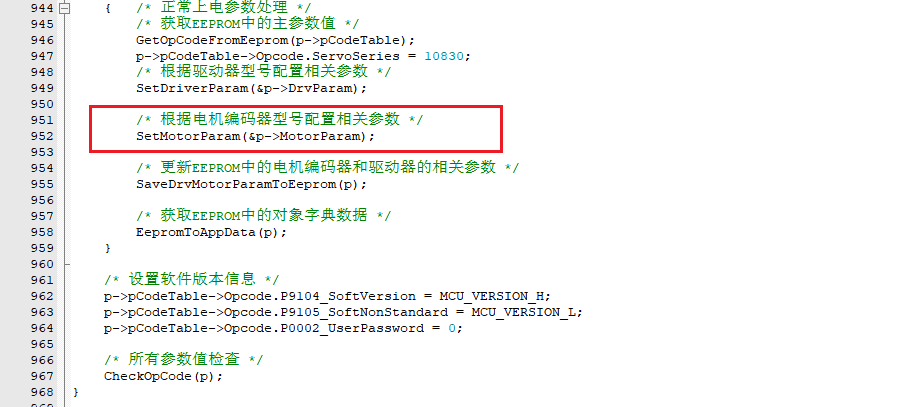 944 { /* 正常上电参数处理 */
945 /* 获取EEPROM中的主参数值 */
946 GetOpCodeFromEeprom(p->pCodeTable);
947 p->pCodeTable->Opcode.ServoSeries = 10830;
948 /* 根据驱动器型号配置相关参数 */
949 SetDriverParam(&p->DrvParam);
950
951 /* 根据电机编码器型号配置相关参数 */
952 SetMotorParam(&p->MotorParam);
953
954 /* 更新EEPROM中的电机编码器和驱动器的相关参数 */
955 SaveDrvMotorParamToEeprom(p);
956
957 /* 获取EEPROM中的对象字典数据 */
958 EepromToAppData(p);
959 }
960
961 /* 设置软件版本信息 */
962 p->pCodeTable->Opcode.P9104_SoftVersion = MCU_VERSION_H;
963 p->pCodeTable->Opcode.P9105_SoftNonStandard = MCU_VERSION_L;
964 p->pCodeTable->Opcode.P0002_UserPassword = 0;
965
966 /* 所有参数值检查 */
967 CheckOpCode(p);
968 }
969